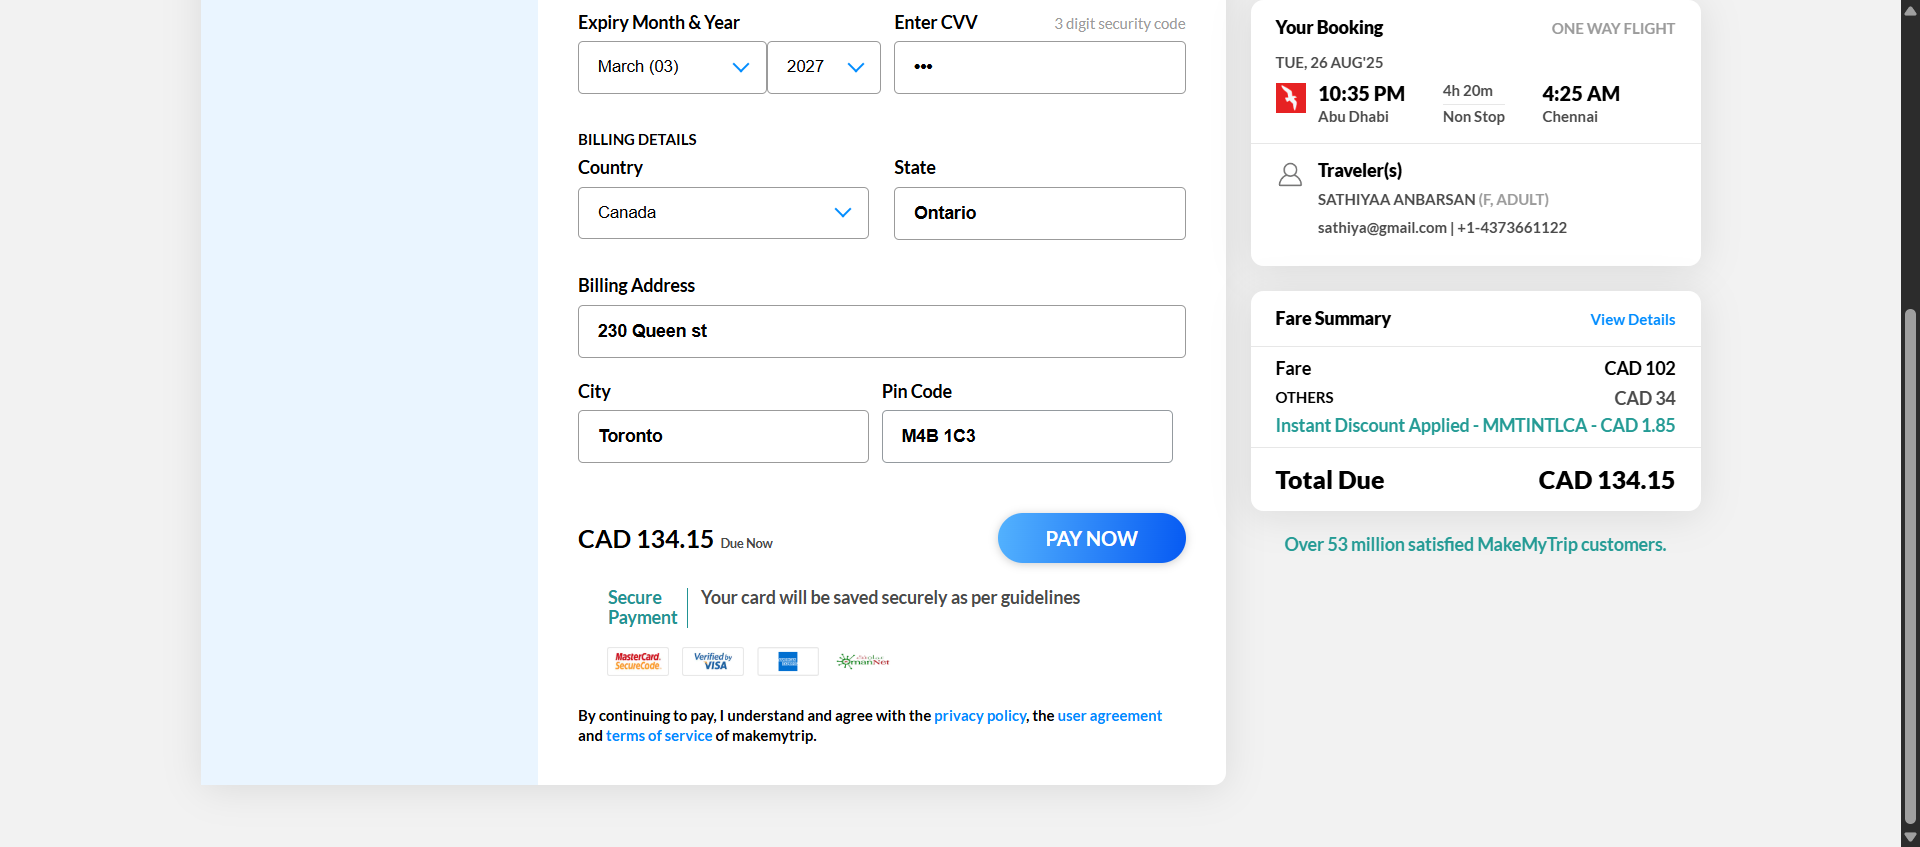 Expiry Month & Year
Enter CVV
3 digit security code
March (03)
2027
•••
BILLING DETAILS
Country
State
Canada
Ontario
Billing Address
230 Queen st
City
Pin Code
Toronto
M4B 1C3
CAD 134.15 Due Now
PAY NOW
Secure
Payment
Your card will be saved securely as per guidelines
MasterCard.
SecureCode.
Verified by
VISA
OmanNet
By continuing to pay, I understand and agree with the privacy policy, the user agreement
and terms of service of makemytrip.
Your Booking
ONE WAY FLIGHT
TUE, 26 AUG'25
10:35 PM
4h 20m
4:25 AM
Abu Dhabi
Non Stop
Chennai
Traveler(s)
SATHIYAA ANBARSAN (F, ADULT)
sathiya@gmail.com | +1-4373661122
Fare Summary
View Details
Fare
CAD 102
OTHERS
CAD 34
Instant Discount Applied - MMTINTLCA - CAD 1.85
Total Due
CAD 134.15
Over 53 million satisfied MakeMyTrip customers.